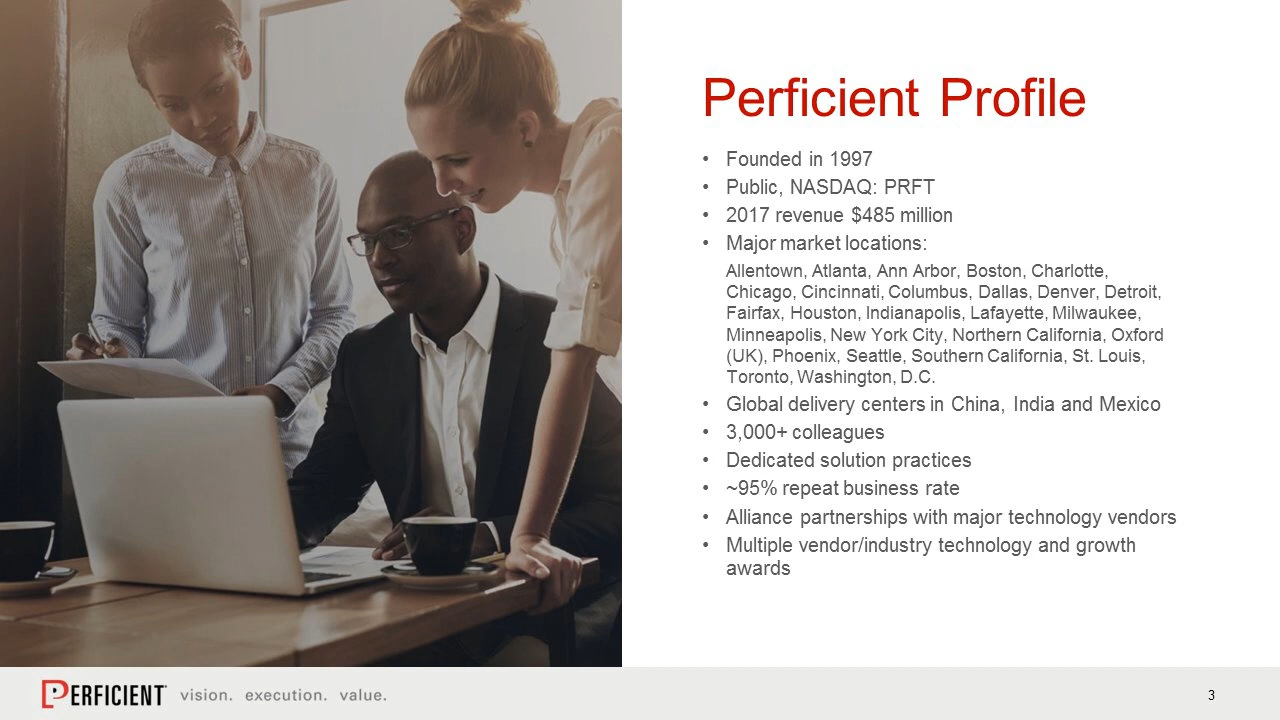 Perficient Profile
• Founded in 1997
• Public, NASDAQ: PRFT
• 2017 revenue $485 million
• Major market locations:
Allentown, Atlanta, Ann Arbor, Boston, Charlotte,
Chicago, Cincinnati, Columbus, Dallas, Denver, Detroit,
Fairfax, Houston, Indianapolis, Lafayette, Milwaukee,
Minneapolis, New York City, Northern California, Oxford
(UK), Phoenix, Seattle, Southern California, St. Louis,
Toronto, Washington, D.C.
• Global delivery centers in China, India and Mexico
• 3,000+ colleagues
• Dedicated solution practices
• ~95% repeat business rate
• Alliance partnerships with major technology vendors
• Multiple vendor/industry technology and growth
awards
PERFICIENT vision. execution. value.
3